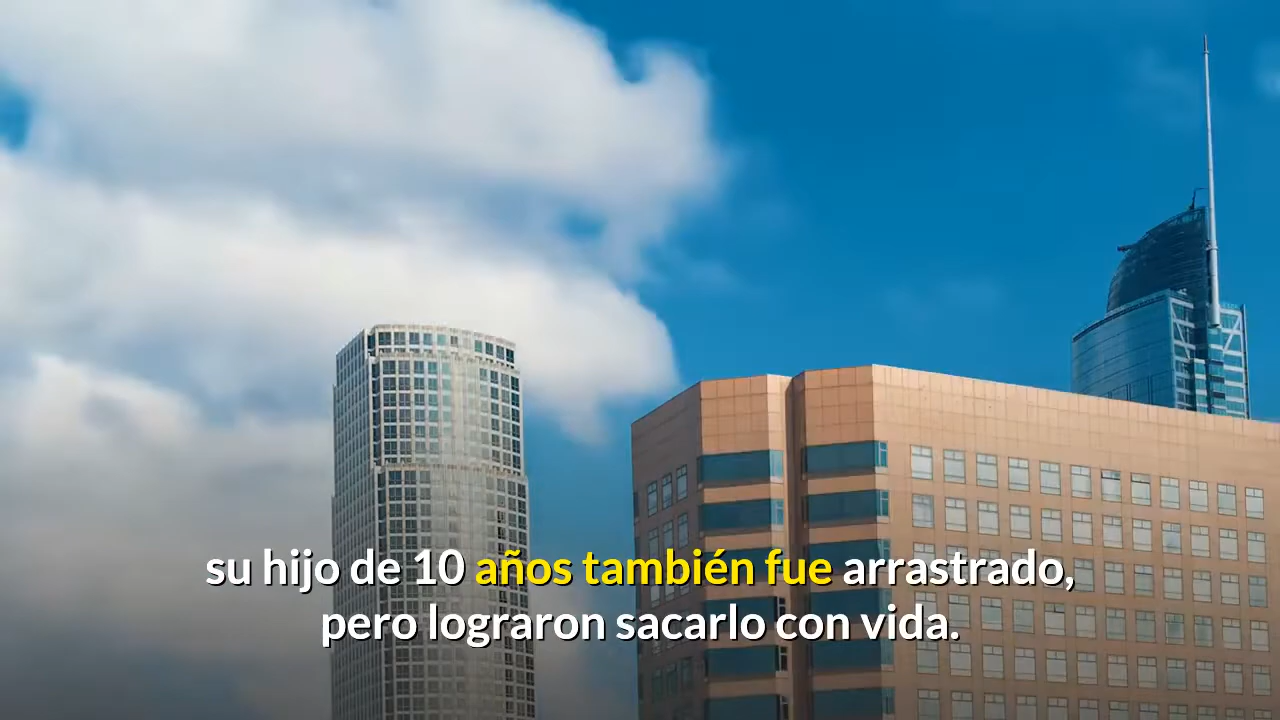 su hijo de 10 años también fue arrastrado,
pero lograron sacarlo con vida.